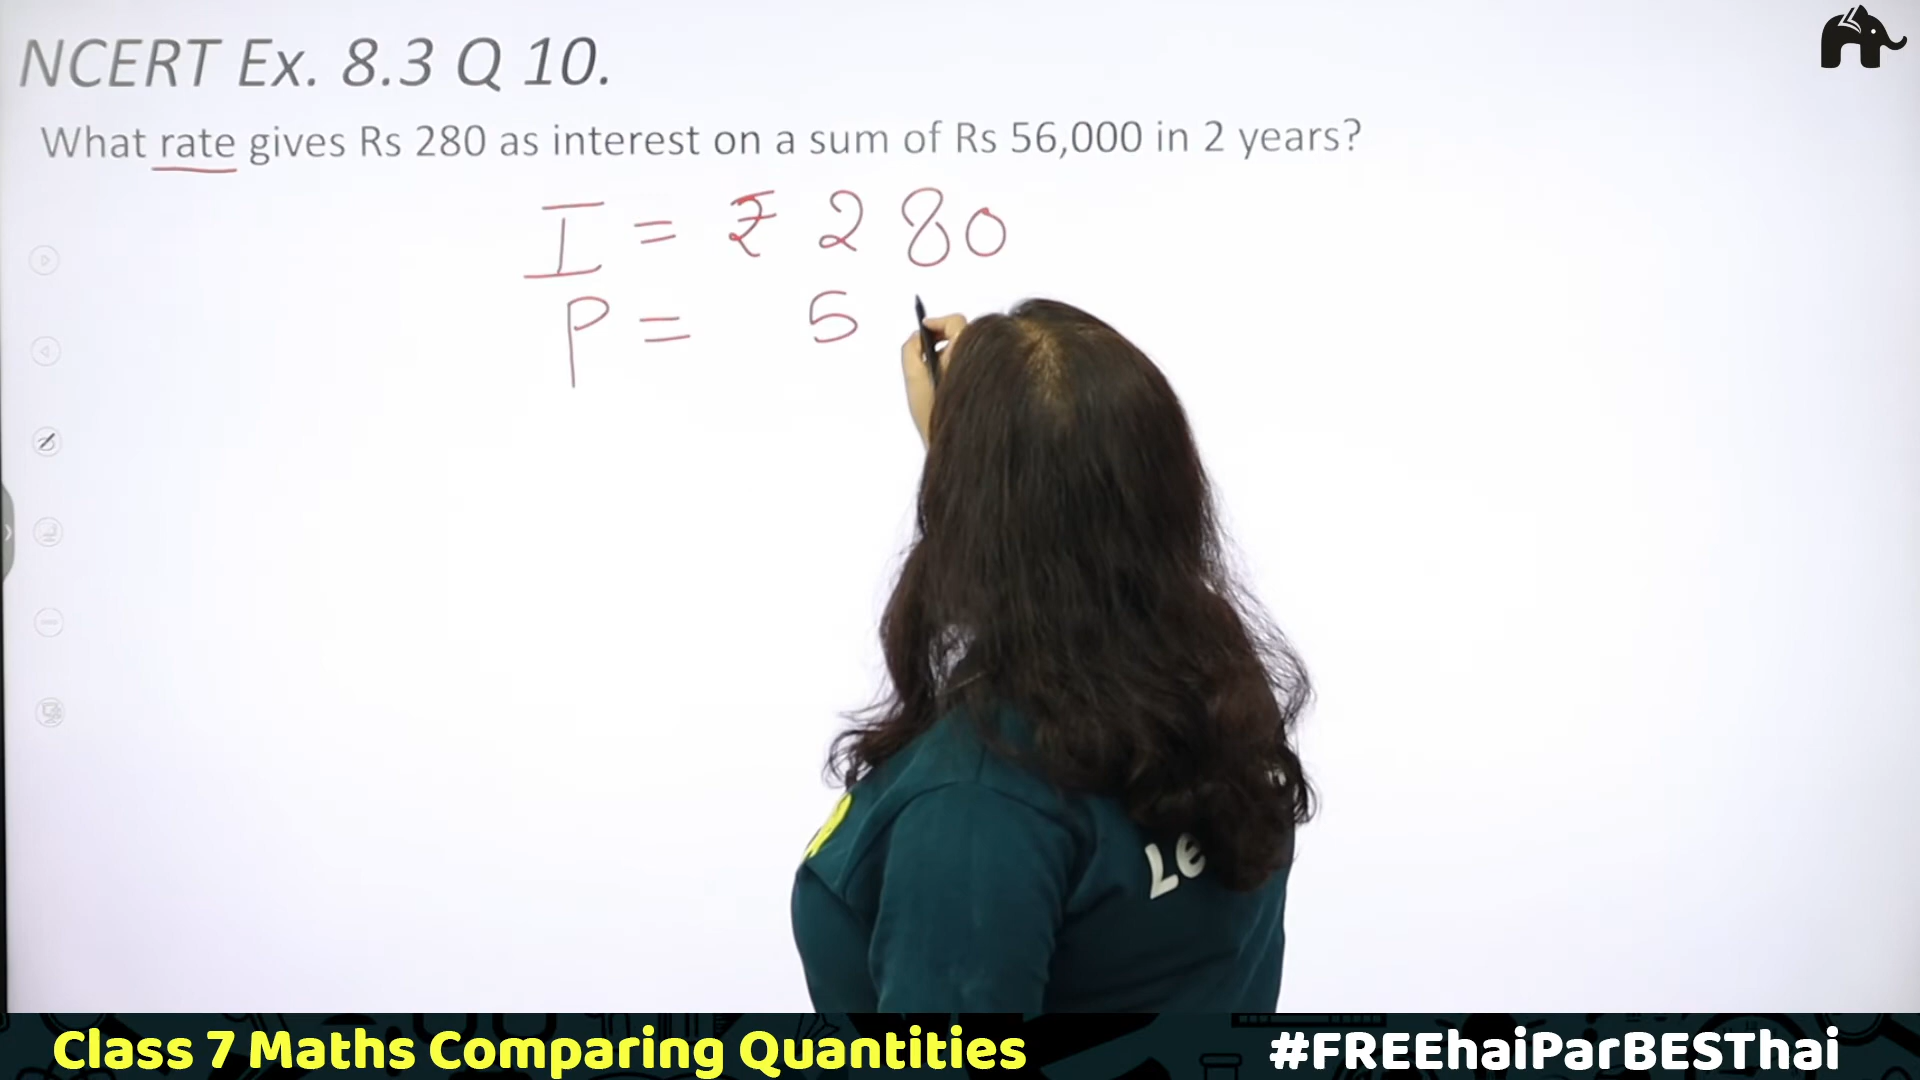 NCERT Ex. 8.3 Q 10.
What rate gives Rs 280 as interest on a sum of Rs 56,000 in 2 years?
I = ₹ 280
P = 5
Le
Class 7 Maths Comparing Quantities
#FREEhaiParBESThai